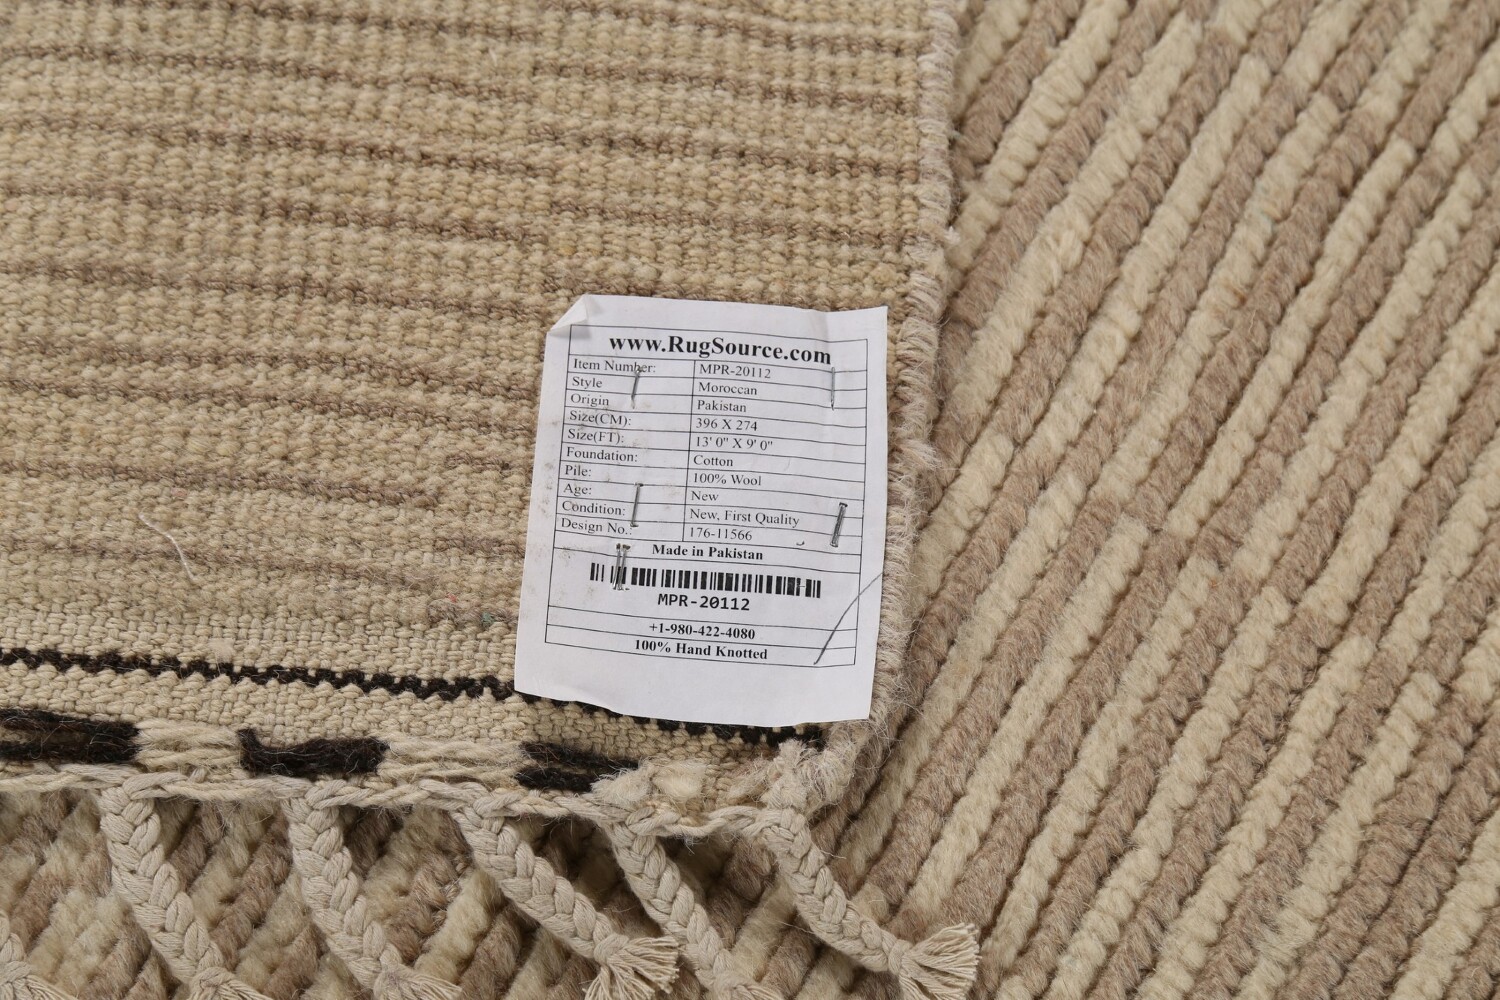 www.RugSource.com
Item Number: MPR-20112
Style Moroccan
Origin Pakistan
Size(CM): 396 X 274
Size(FT): 13' 0" X 9' 0"
Foundation: Cotton
Pile: 100% Wool
Age: New
Condition: New, First Quality
Design No.: 176-11566
Made in Pakistan
MPR-20112
+1-980-422-4080
100% Hand Knotted